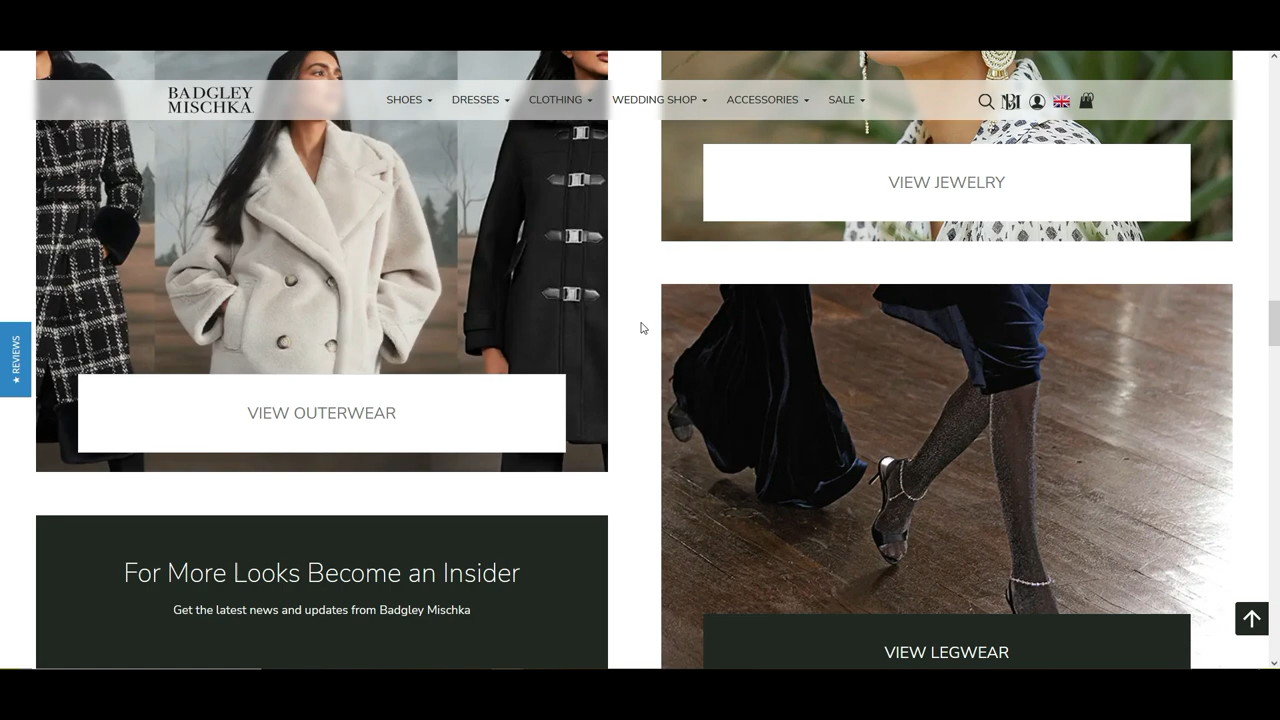 BADGLEY
MISCHKA
SHOES
DRESSES
CLOTHING
WEDDING SHOP
ACCESSORIES
SALE
VIEW JEWELRY
★ REVIEWS
VIEW OUTERWEAR
For More Looks Become an Insider
Get the latest news and updates from Badgley Mischka
VIEW LEGWEAR